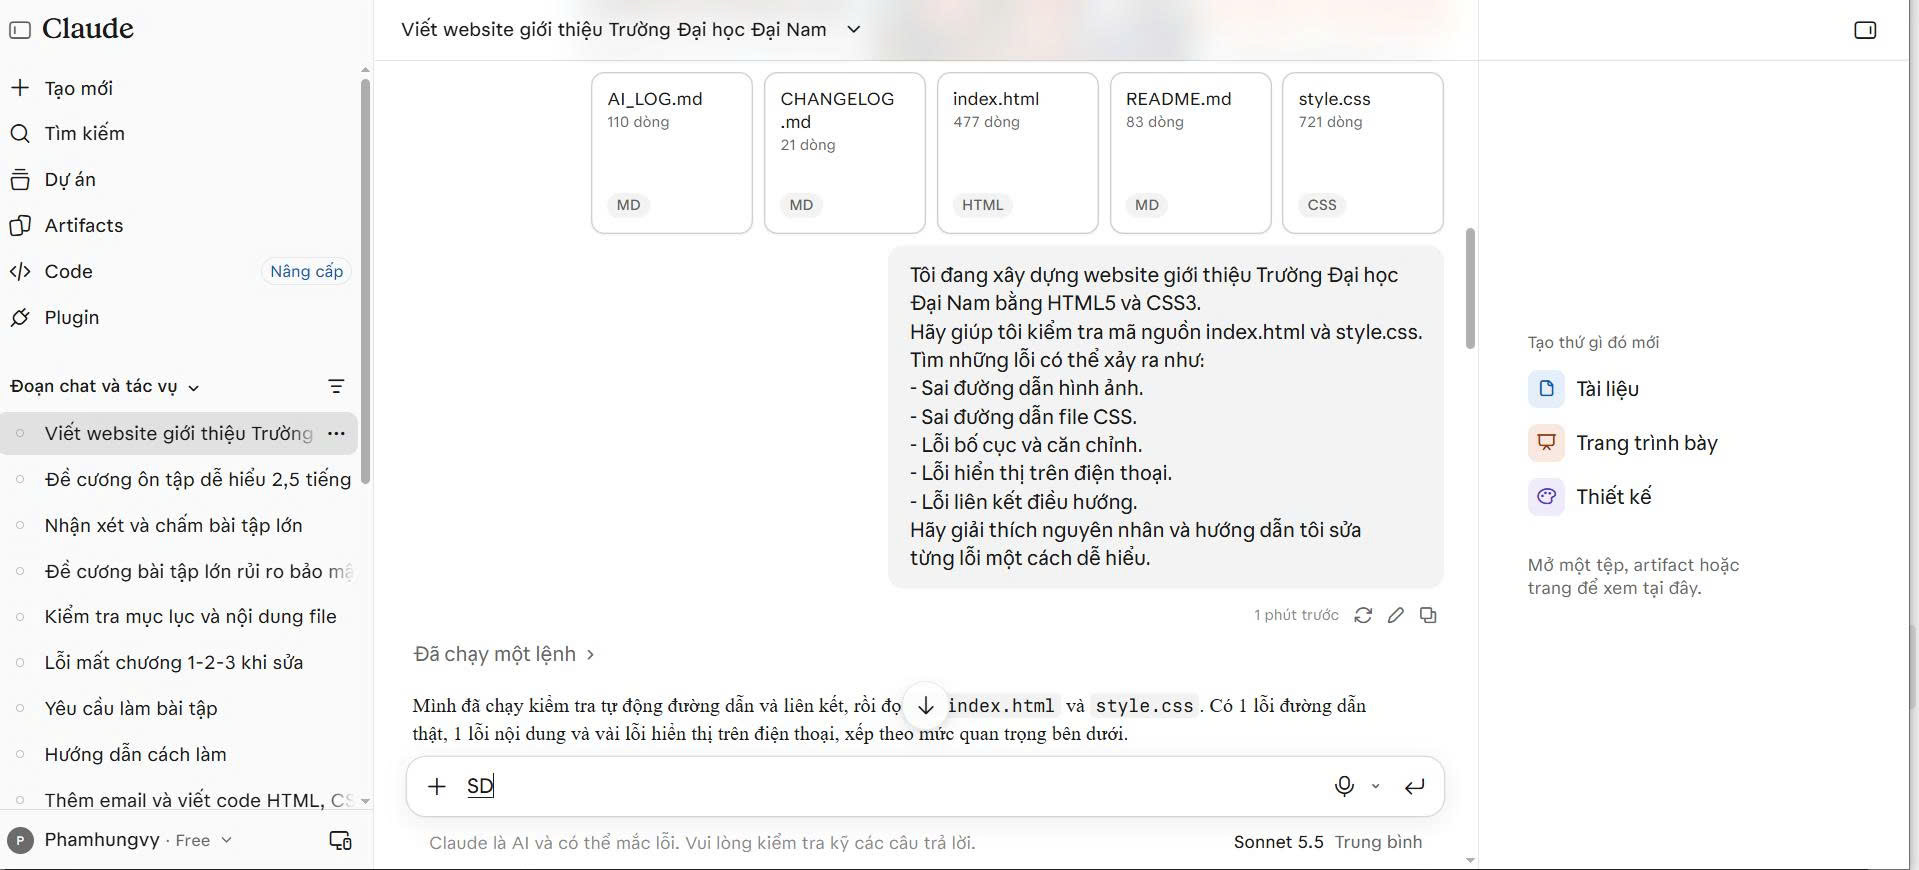 Claude
Tạo mới
Tìm kiếm
Dự án
Artifacts
Code
Nâng cấp
Plugin
Đoạn chat và tác vụ
Viết website giới thiệu Trường
Đề cương ôn tập dễ hiểu 2,5 tiếng
Nhận xét và chấm bài tập lớn
Đề cương bài tập lớn rủi ro bảo mậ
Kiểm tra mục lục và nội dung file
Lỗi mất chương 1-2-3 khi sửa
Yêu cầu làm bài tập
Hướng dẫn cách làm
Thêm email và viết code HTML, CS
P
Phamhungvy · Free
Viết website giới thiệu Trường Đại học Đại Nam
AI_LOG.md
110 dòng
MD
CHANGELOG
.md
21 dòng
MD
index.html
477 dòng
HTML
README.md
83 dòng
MD
style.css
721 dòng
CSS
Tôi đang xây dựng website giới thiệu Trường Đại học
Đại Nam bằng HTML5 và CSS3.
Hãy giúp tôi kiểm tra mã nguồn index.html và style.css.
Tìm những lỗi có thể xảy ra như:
- Sai đường dẫn hình ảnh.
- Sai đường dẫn file CSS.
- Lỗi bố cục và căn chỉnh.
- Lỗi hiển thị trên điện thoại.
- Lỗi liên kết điều hướng.
Hãy giải thích nguyên nhân và hướng dẫn tôi sửa
từng lỗi một cách dễ hiểu.
1 phút trước
Đã chạy một lệnh
Mình đã chạy kiểm tra tự động đường dẫn và liên kết, rồi đọ index.html và style.css. Có 1 lỗi đường dẫn
thật, 1 lỗi nội dung và vài lỗi hiển thị trên điện thoại, xếp theo mức quan trọng bên dưới.
SD
Claude là AI và có thể mắc lỗi. Vui lòng kiểm tra kỹ các câu trả lời.
Sonnet 5.5 Trung bình
Tạo thứ gì đó mới
Tài liệu
Trang trình bày
Thiết kế
Mở một tệp, artifact hoặc
trang để xem tại đây.